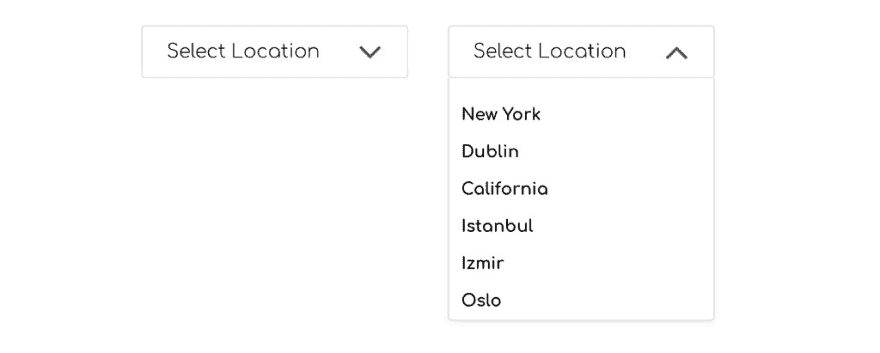 Select Location
Select Location
New York
Dublin
California
Istanbul
Izmir
Oslo